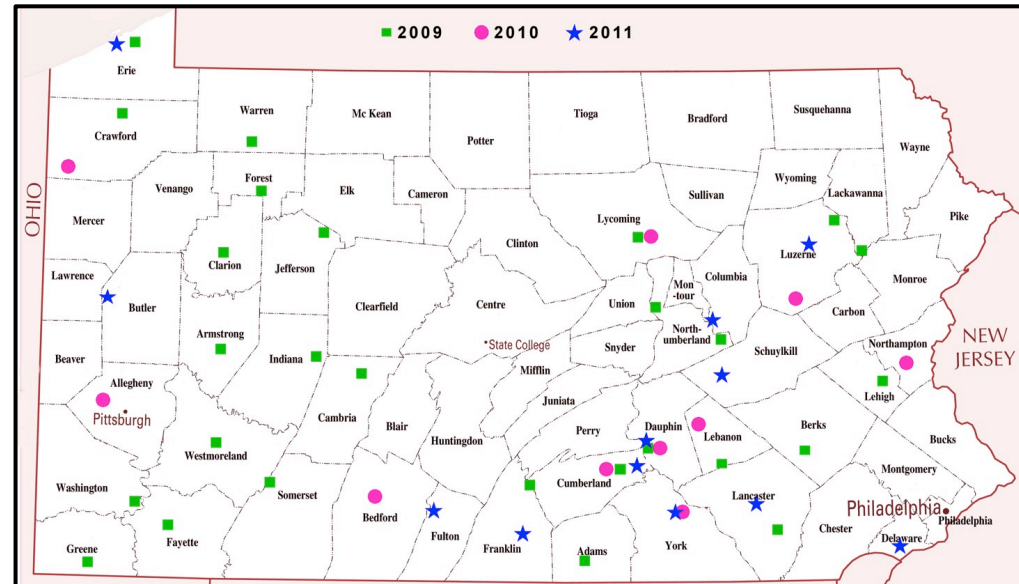 2009 2010 2011
Erie
Warren Mc Kean Tioga Bradford Susquehanna
Crawford
Potter
Wayne
Forest
Venango Elk Cameron Sullivan Wyoming Lackawanna
OHIO
Mercer Lycoming Pike
Clinton
Luzerne
Clarion Jefferson Columbia
Lawrence Mon
-tour
Monroe
Butler Clearfield Centre Union
Carbon
Armstrong North-
umberland
NEW
JERSEY
Beaver Indiana State College Snyder Schuylkill Northampton
Mifflin
Allegheny
Lehigh
Juniata
Pittsburgh Cambria Blair
Perry Dauphin Berks
Lebanon
Bucks
Westmoreland Huntingdon
Montgomery
Washington Cumberland
Somerset Lancaster
Bedford Philadelphia
Chester Philadelphia
Fulton
Fayette Franklin York Delaware
Greene Adams